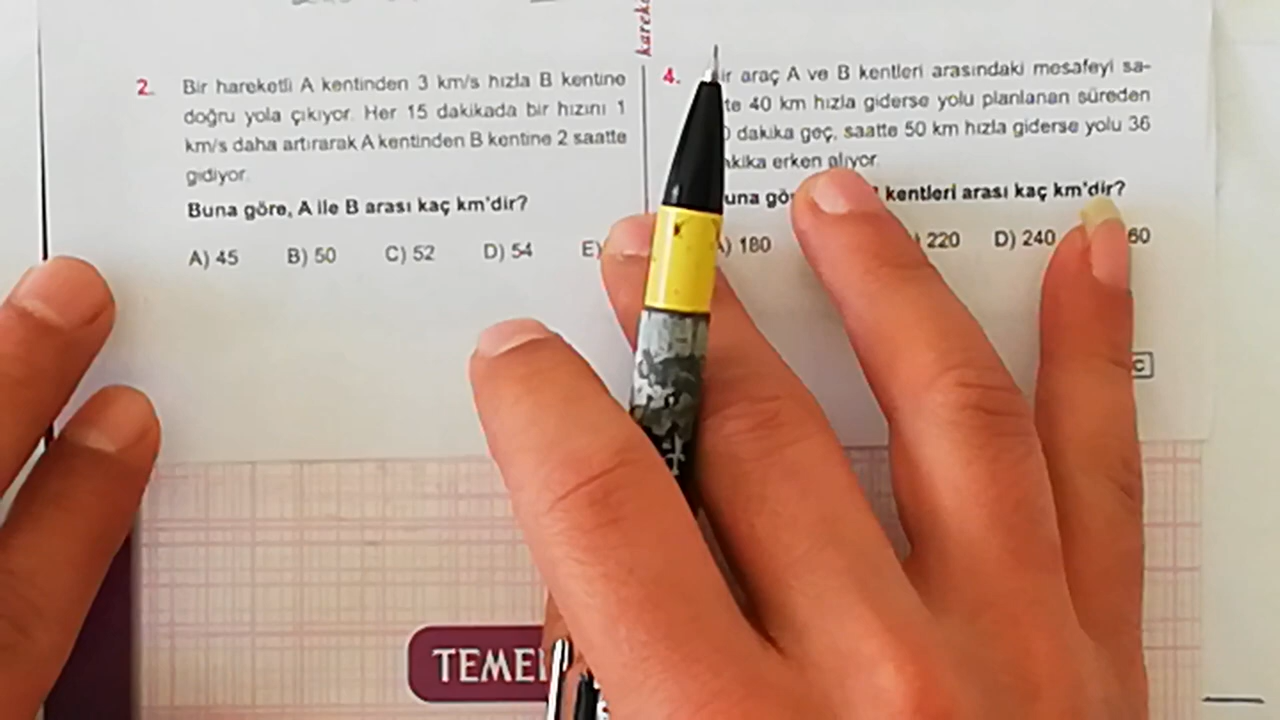 2. Bir hareketli A kentinden 3 km/s hızla B kentine
doğru yola çıkıyor. Her 15 dakikada bir hızını 1
km/s daha artırarak A kentinden B kentine 2 saatte
gidiyor.
Buna göre, A ile B arası kaç km'dir?
A) 45 B) 50 C) 52 D) 54 E)
karek
4. ir araç A ve B kentleri arasındaki mesafeyi sa-
te 40 km hızla giderse yolu planlanan süreden
dakika geç, saatte 50 km hızla giderse yolu 36
kika erken alıyor.
una gö kentleri arası kaç km'dir?
) 180 220 D) 240 60
C
TEME